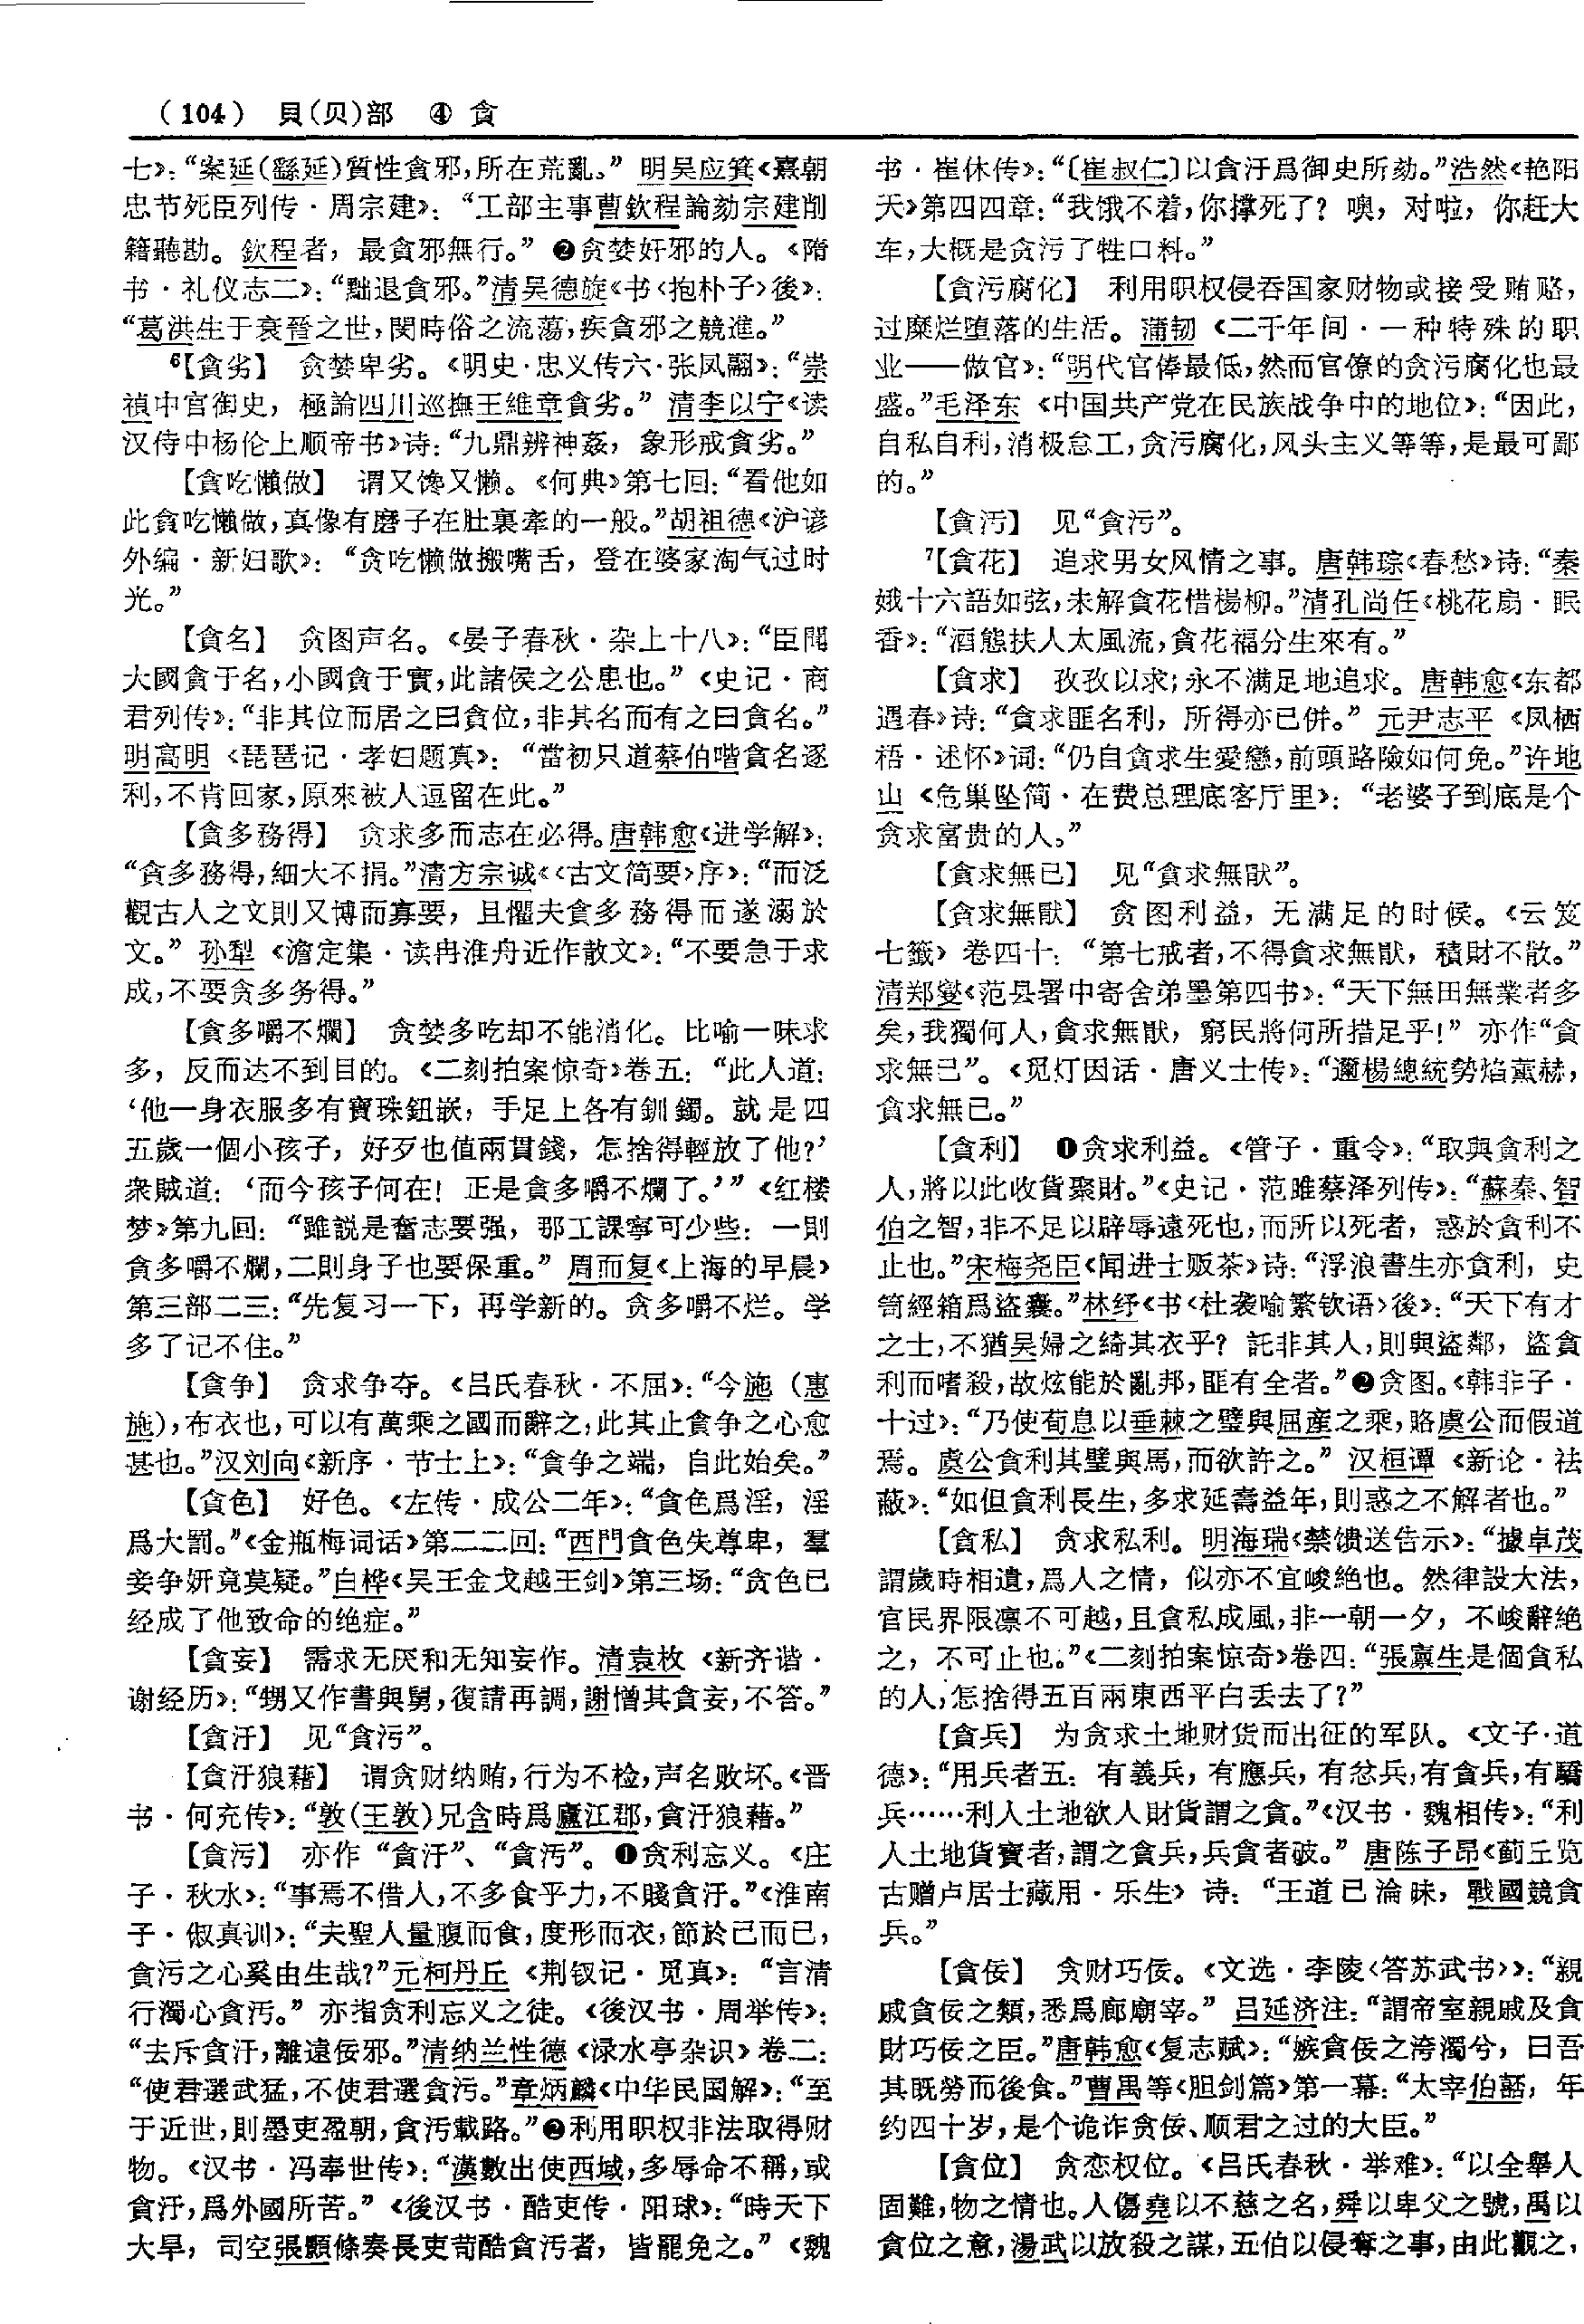 （104） 貝(贝)部 ④ 貪
七》：“案延(繇延)質性貪邪，所在荒亂。” 明吴应箕《熹朝
忠节死臣列传·周宗建》：“工部主事曹欽程論劾宗建削
籍聽勘。欽程者，最貪邪無行。” ❷贪婪奸邪的人。《隋
书·礼仪志二》：“黜退貪邪。”清吴德旋《书〈抱朴子〉後》：
“葛洪生于衰晉之世，閔時俗之流蕩，疾貪邪之競進。”
6【貪劣】 贪婪卑劣。《明史·忠义传六·张凤翮》：“崇
禎中官御史，極論四川巡撫王維章貪劣。” 清李以宁《读
汉侍中杨伦上顺帝书》诗：“九鼎辨神姦，象形戒貪劣。”
【貪吃懶做】 谓又馋又懒。《何典》第七回：“看他如
此貪吃懶做，真像有磨子在肚裏牽的一般。”胡祖德《沪谚
外编·新妇歌》：“贪吃懒做搬嘴舌，登在婆家淘气过时
光。”
【貪名】 贪图声名。《晏子春秋·杂上十八》：“臣聞
大國貪于名，小國貪于實，此諸侯之公患也。”《史记·商
君列传》：“非其位而居之曰貪位，非其名而有之曰貪名。”
明高明《琵琶记·孝妇题真》：“當初只道蔡伯喈貪名逐
利，不肯回家，原來被人逗留在此。”
【貪多務得】 贪求多而志在必得。唐韩愈《进学解》：
“貪多務得，細大不捐。”清方宗诚《〈古文简要〉序》：“而泛
觀古人之文則又博而寡要，且懼夫貪多務得而遂溺於
文。” 孙犁《澹定集·读冉淮舟近作散文》：“不要急于求
成，不要贪多务得。”
【貪多嚼不爛】 贪婪多吃却不能消化。比喻一味求
多，反而达不到目的。《二刻拍案惊奇》卷五：“此人道：
‘他一身衣服多有寶珠鈕嵌，手足上各有釧鐲。就是四
五歲一個小孩子，好歹也值兩貫錢，怎捨得輕放了他？’
衆賊道：‘而今孩子何在！正是貪多嚼不爛了。’”《红楼
梦》第九回：“雖説是奮志要强，那工課寧可少些：一則
貪多嚼不爛，二則身子也要保重。” 周而复《上海的早晨》
第三部二三：“先复习一下，再学新的。贪多嚼不烂。学
多了记不住。”
【貪争】 贪求争夺。《吕氏春秋·不屈》：“今施（惠
施），布衣也，可以有萬乘之國而辭之，此其止貪争之心愈
甚也。”汉刘向《新序·节士上》：“貪争之端，自此始矣。”
【貪色】 好色。《左传·成公二年》：“貪色爲淫，淫
爲大罰。”《金瓶梅词话》第二二回：“西門貪色失尊卑，羣
妾争妍竟莫疑。”白桦《吴王金戈越王剑》第三场：“贪色已
经成了他致命的绝症。”
【貪妄】 需求无厌和无知妄作。清袁枚《新齐谐·
谢经历》：“甥又作書與舅，復請再調，謝憎其貪妄，不答。”
【貪汙】 见“貪污”。
【貪汙狼藉】 谓贪财纳贿，行为不检，声名败坏。《晋
书·何充传》：“敦(王敦)兄含時爲廬江郡，貪汙狼藉。”
【貪污】 亦作“貪汙”、“貪汚”。❶贪利忘义。《庄
子·秋水》：“事焉不借人，不多食乎力，不賤貪汙。”《淮南
子·俶真训》：“夫聖人量腹而食，度形而衣，節於己而已，
貪污之心奚由生哉？”元柯丹丘《荆钗记·觅真》：“言清
行濁心貪汚。” 亦指贪利忘义之徒。《後汉书·周举传》：
“去斥貪汙，離遠佞邪。”清纳兰性德《渌水亭杂识》卷二：
“使君選武猛，不使君選貪污。”章炳麟《中华民国解》：“至
于近世，則墨吏盈朝，貪污載路。”❷利用职权非法取得财
物。《汉书·冯奉世传》：“漢數出使西域，多辱命不稱，或
貪汙，爲外國所苦。”《後汉书·酷吏传·阳球》：“時天下
大旱，司空張顥條奏長吏苛酷貪污者，皆罷免之。”《魏
书·崔休传》：“〔崔叔仁〕以貪汙爲御史所劾。”浩然《艳阳
天》第四四章：“我饿不着，你撑死了？噢，对啦，你赶大
车，大概是贪污了牲口料。”
【貪污腐化】 利用职权侵吞国家财物或接受贿赂，
过糜烂堕落的生活。蒲韧《二千年间·一种特殊的职
业——做官》：“明代官俸最低，然而官僚的贪污腐化也最
盛。”毛泽东《中国共产党在民族战争中的地位》：“因此，
自私自利，消极怠工，贪污腐化，风头主义等等，是最可鄙
的。”
【貪汚】 见“貪污”。
7【貪花】 追求男女风情之事。唐韩琮《春愁》诗：“秦
娥十六語如弦，未解貪花惜楊柳。”清孔尚任《桃花扇·眠
香》：“酒態扶人太風流，貪花福分生來有。”
【貪求】 孜孜以求；永不满足地追求。唐韩愈《东都
遇春》诗：“貪求匪名利，所得亦已併。” 元尹志平《凤栖
梧·述怀》词：“仍自貪求生愛戀，前頭路險如何免。”许地
山《危巢坠简·在费总理底客厅里》：“老婆子到底是个
贪求富贵的人。”
【貪求無已】 见“貪求無猒”。
【貪求無猒】 贪图利益，无满足的时候。《云笈
七籤》卷四十：“第七戒者，不得貪求無猒，積財不散。”
清郑燮《范县署中寄舍弟墨第四书》：“天下無田無業者多
矣，我獨何人，貪求無猒，窮民將何所措足乎！” 亦作“貪
求無已”。《觅灯因话·唐义士传》：“邇楊總統勢焰薰赫，
貪求無已。”
【貪利】 ❶贪求利益。《管子·重令》：“取與貪利之
人，將以此收貨聚財。”《史记·范雎蔡泽列传》：“蘇秦、智
伯之智，非不足以辟辱遠死也，而所以死者，惑於貪利不
止也。”宋梅尧臣《闻进士贩茶》诗：“浮浪書生亦貪利，史
笥經箱爲盜囊。”林纾《书〈杜袭喻繁钦语〉後》：“天下有才
之士，不猶吴婦之綺其衣乎？託非其人，則與盜鄰，盜貪
利而嗜殺，故炫能於亂邦，匪有全者。”❷贪图。《韩非子·
十过》：“乃使荀息以垂棘之璧與屈産之乘，賂虞公而假道
焉。虞公貪利其璧與馬，而欲許之。” 汉桓谭《新论·祛
蔽》：“如但貪利長生，多求延壽益年，則惑之不解者也。”
【貪私】 贪求私利。明海瑞《禁馈送告示》：“據卓茂
謂歲時相遺，爲人之情，似亦不宜峻絶也。然律設大法，
官民界限凛不可越，且貪私成風，非一朝一夕，不峻辭絶
之，不可止也。”《二刻拍案惊奇》卷四：“張禀生是個貪私
的人，怎捨得五百兩東西平白丢去了？”
【貪兵】 为贪求土地财货而出征的军队。《文子·道
德》：“用兵者五：有義兵，有應兵，有忿兵，有貪兵，有驕
兵……利人土地欲人財貨謂之貪。”《汉书·魏相传》：“利
人土地貨寶者，謂之貪兵，兵貪者破。” 唐陈子昂《蓟丘览
古赠卢居士藏用·乐生》诗：“王道已淪昧，戰國競貪
兵。”
【貪佞】 贪财巧佞。《文选·李陵〈答苏武书〉》：“親
戚貪佞之類，悉爲廊廟宰。” 吕延济注：“謂帝室親戚及貪
財巧佞之臣。”唐韩愈《复志赋》：“嫉貪佞之洿濁兮，曰吾
其既勞而後食。”曹禺等《胆剑篇》第一幕：“太宰伯嚭，年
约四十岁，是个诡诈贪佞、顺君之过的大臣。”
【貪位】 贪恋权位。《吕氏春秋·举难》：“以全舉人
固難，物之情也。人傷堯以不慈之名，舜以卑父之號，禹以
貪位之意，湯武以放殺之謀，五伯以侵奪之事，由此觀之，